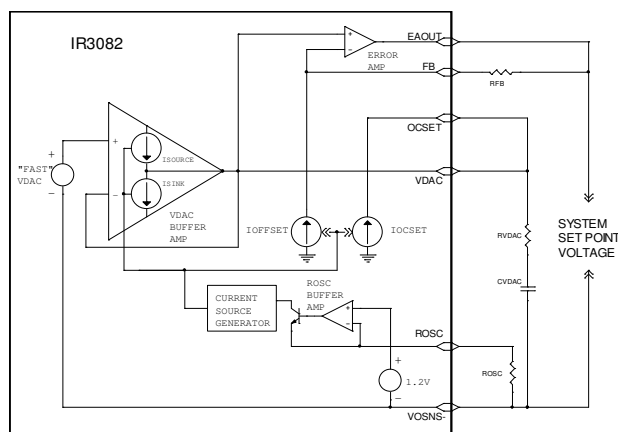 IR3082
EAOUT
ERROR
AMP
FB
RFB
OCSET
+
"FAST"
VDAC
-
+
-
ISOURCE
ISINK
VDAC
BUFFER
AMP
VDAC
IOFFSET
IOCSET
RVDAC
CVDAC
SYSTEM
SET POINT
VOLTAGE
CURRENT
SOURCE
GENERATOR
ROSC
BUFFER
AMP
+
-
+
1.2V
-
ROSC
ROSC
VOSNS-